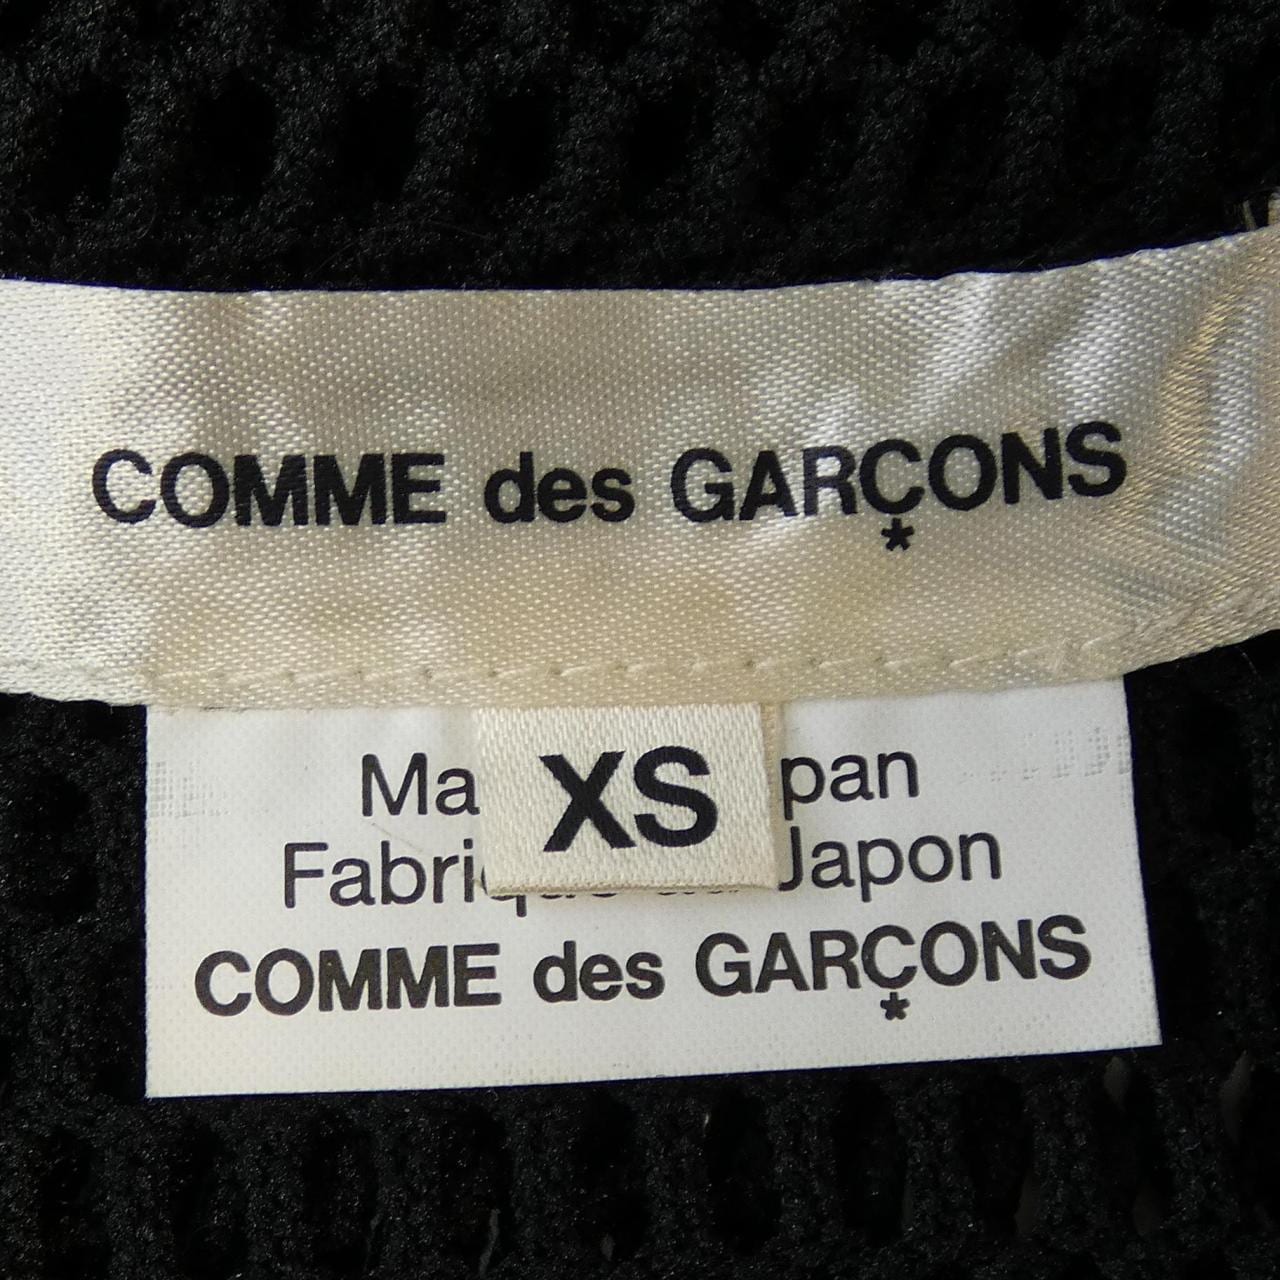 COMME des GARÇONS
XS
Ma pan
Fabri Japon
COMME des GARÇONS